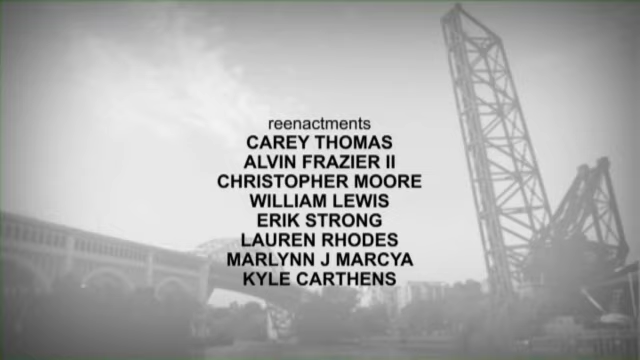 reenactments
CAREY THOMAS
ALVIN FRAZIER II
CHRISTOPHER MOORE
WILLIAM LEWIS
ERIK STRONG
LAUREN RHODES
MARLYNN J MARCYA
KYLE CARTHENS